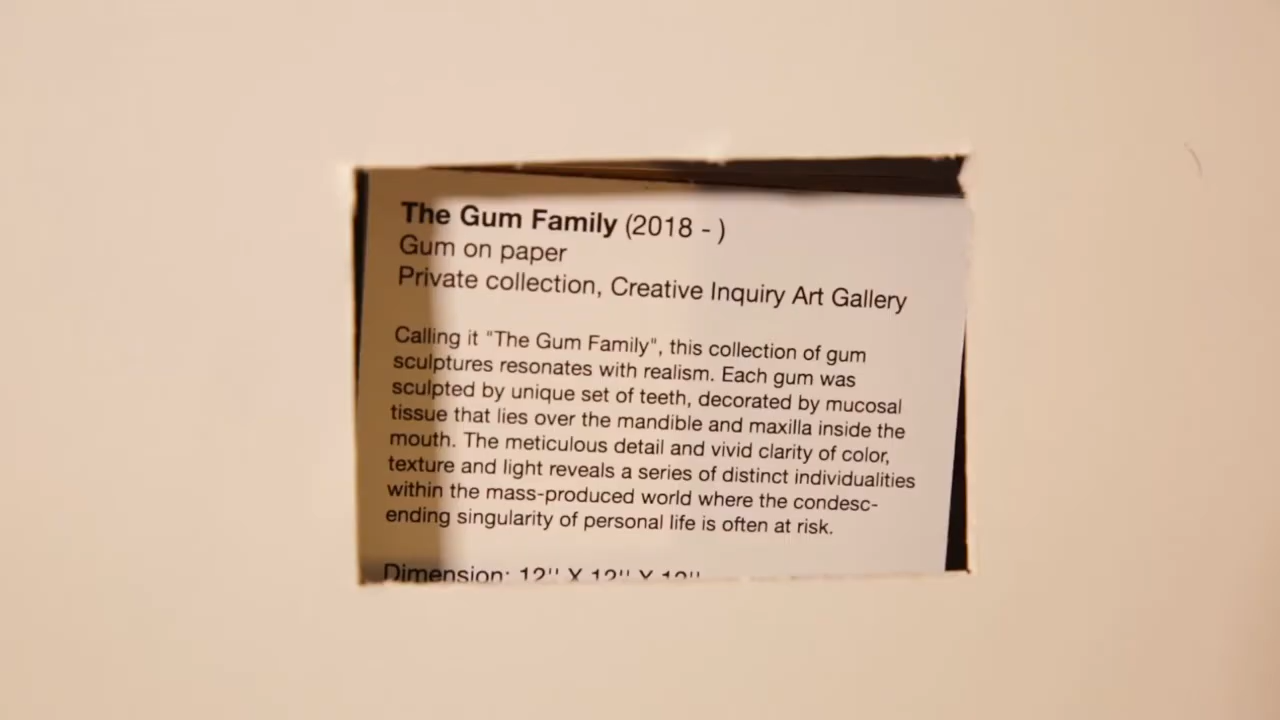 The Gum Family (2018 - )
Gum on paper
Private collection, Creative Inquiry Art Gallery
Calling it "The Gum Family", this collection of gum
sculptures resonates with realism. Each gum was
sculpted by unique set of teeth, decorated by mucosal
tissue that lies over the mandible and maxilla inside the
mouth. The meticulous detail and vivid clarity of color,
texture and light reveals a series of distinct individualities
within the mass-produced world where the condesc-
ending singularity of personal life is often at risk.
Dimension: 12" X 12" X 12"